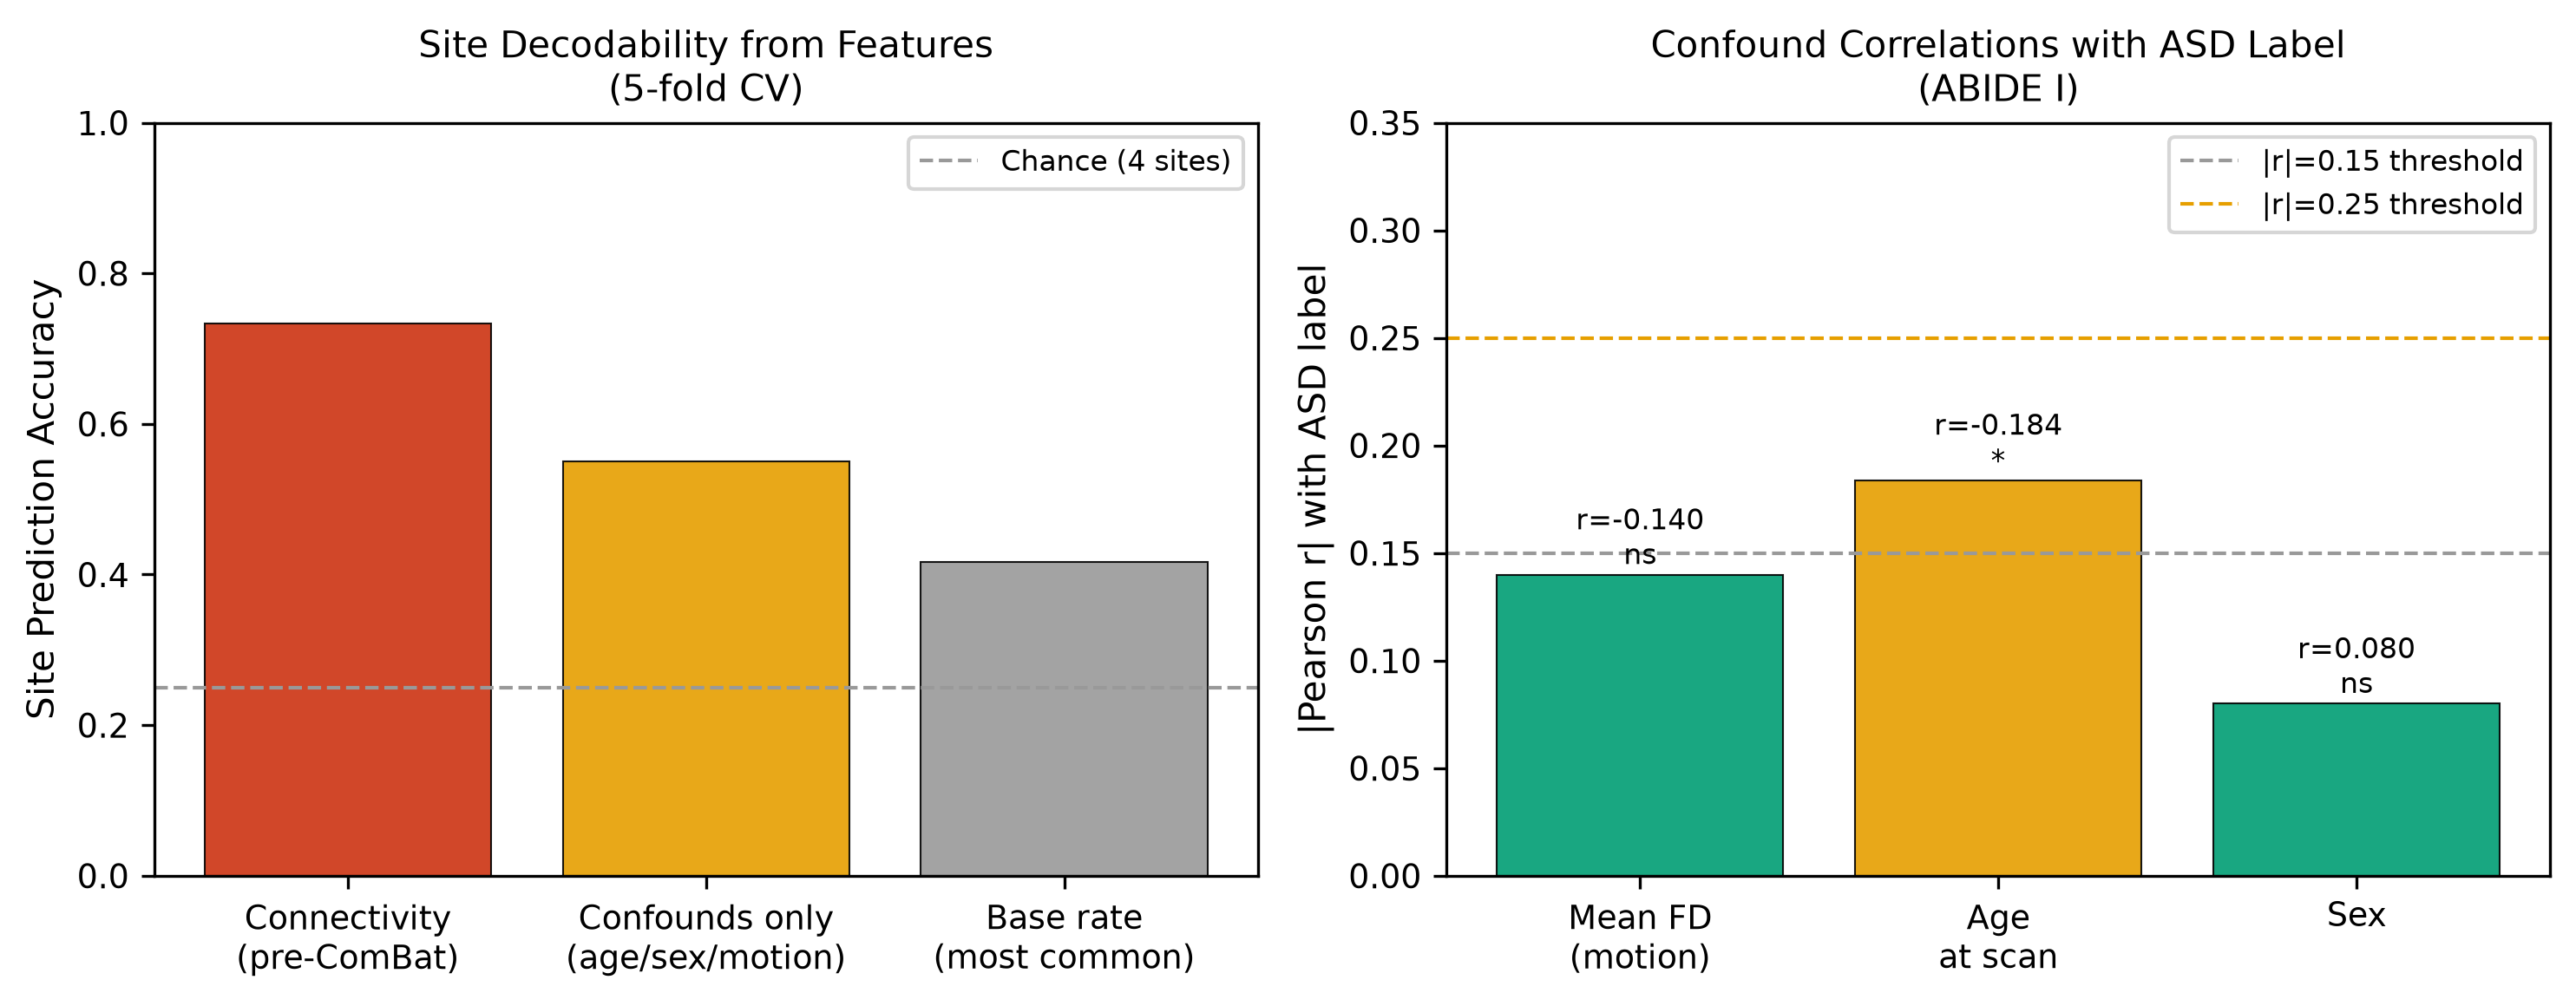 Site Decodability from Features
(5-fold CV)
Site Prediction Accuracy
1.0
0.8
0.6
0.4
0.2
0.0
Chance (4 sites)
Connectivity
(pre-ComBat)
Confounds only
(age/sex/motion)
Base rate
(most common)
Confound Correlations with ASD Label
(ABIDE I)
|Pearson r| with ASD label
0.35
0.30
0.25
0.20
0.15
0.10
0.05
0.00
|r|=0.15 threshold
|r|=0.25 threshold
r=-0.140
ns
r=-0.184
*
r=0.080
ns
Mean FD
(motion)
Age
at scan
Sex